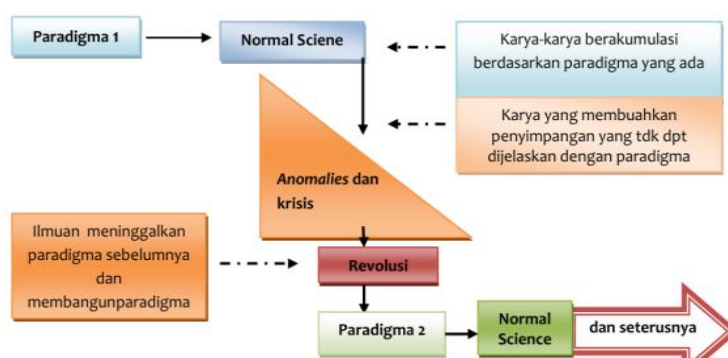 Paradigma 1
Normal Sciene
Karya-karya berakumulasi
berdasarkan paradigma yang ada
Karya yang membuahkan
penyimpangan yang tdk dpt
dijelaskan dengan paradigma
Anomalies dan
krisis
Ilmuan meninggalkan
paradigma sebelumnya
dan
membangunparadigma
Revolusi
Paradigma 2
Normal
Science
dan seterusnya